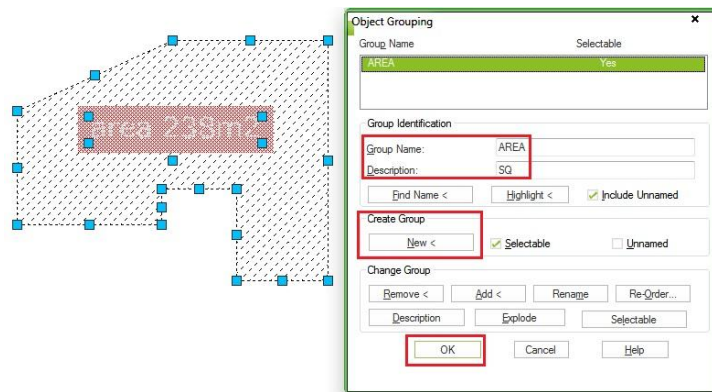 area 238m2
Object Grouping
Group Name Selectable
AREA Yes
Group Identification
Group Name: AREA
Description: SQ
Find Name < Highlight < Include Unnamed
Create Group
New < Selectable Unnamed
Change Group
Remove < Add < Rename Re-Order...
Description Explode Selectable
OK Cancel Help